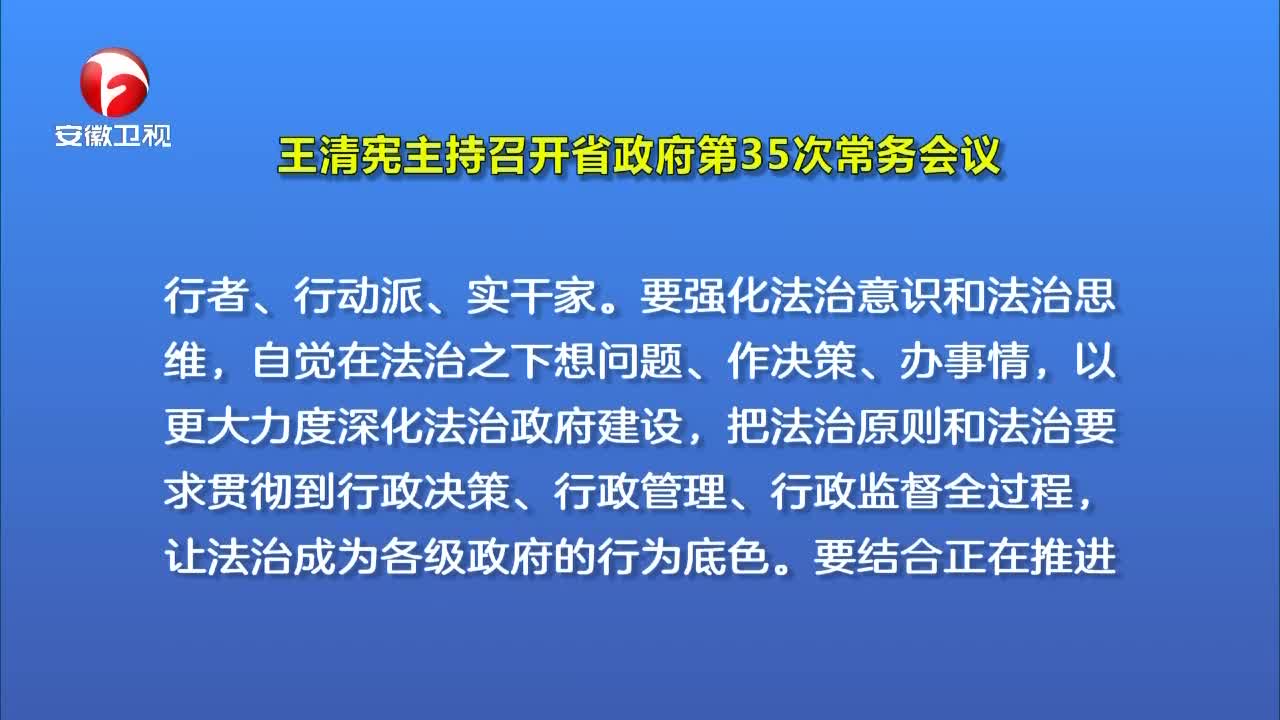 安徽卫视
王清宪主持召开省政府第35次常务会议
行者、行动派、实干家。要强化法治意识和法治思
维，自觉在法治之下想问题、作决策、办事情，以
更大力度深化法治政府建设，把法治原则和法治要
求贯彻到行政决策、行政管理、行政监督全过程，
让法治成为各级政府的行为底色。要结合正在推进